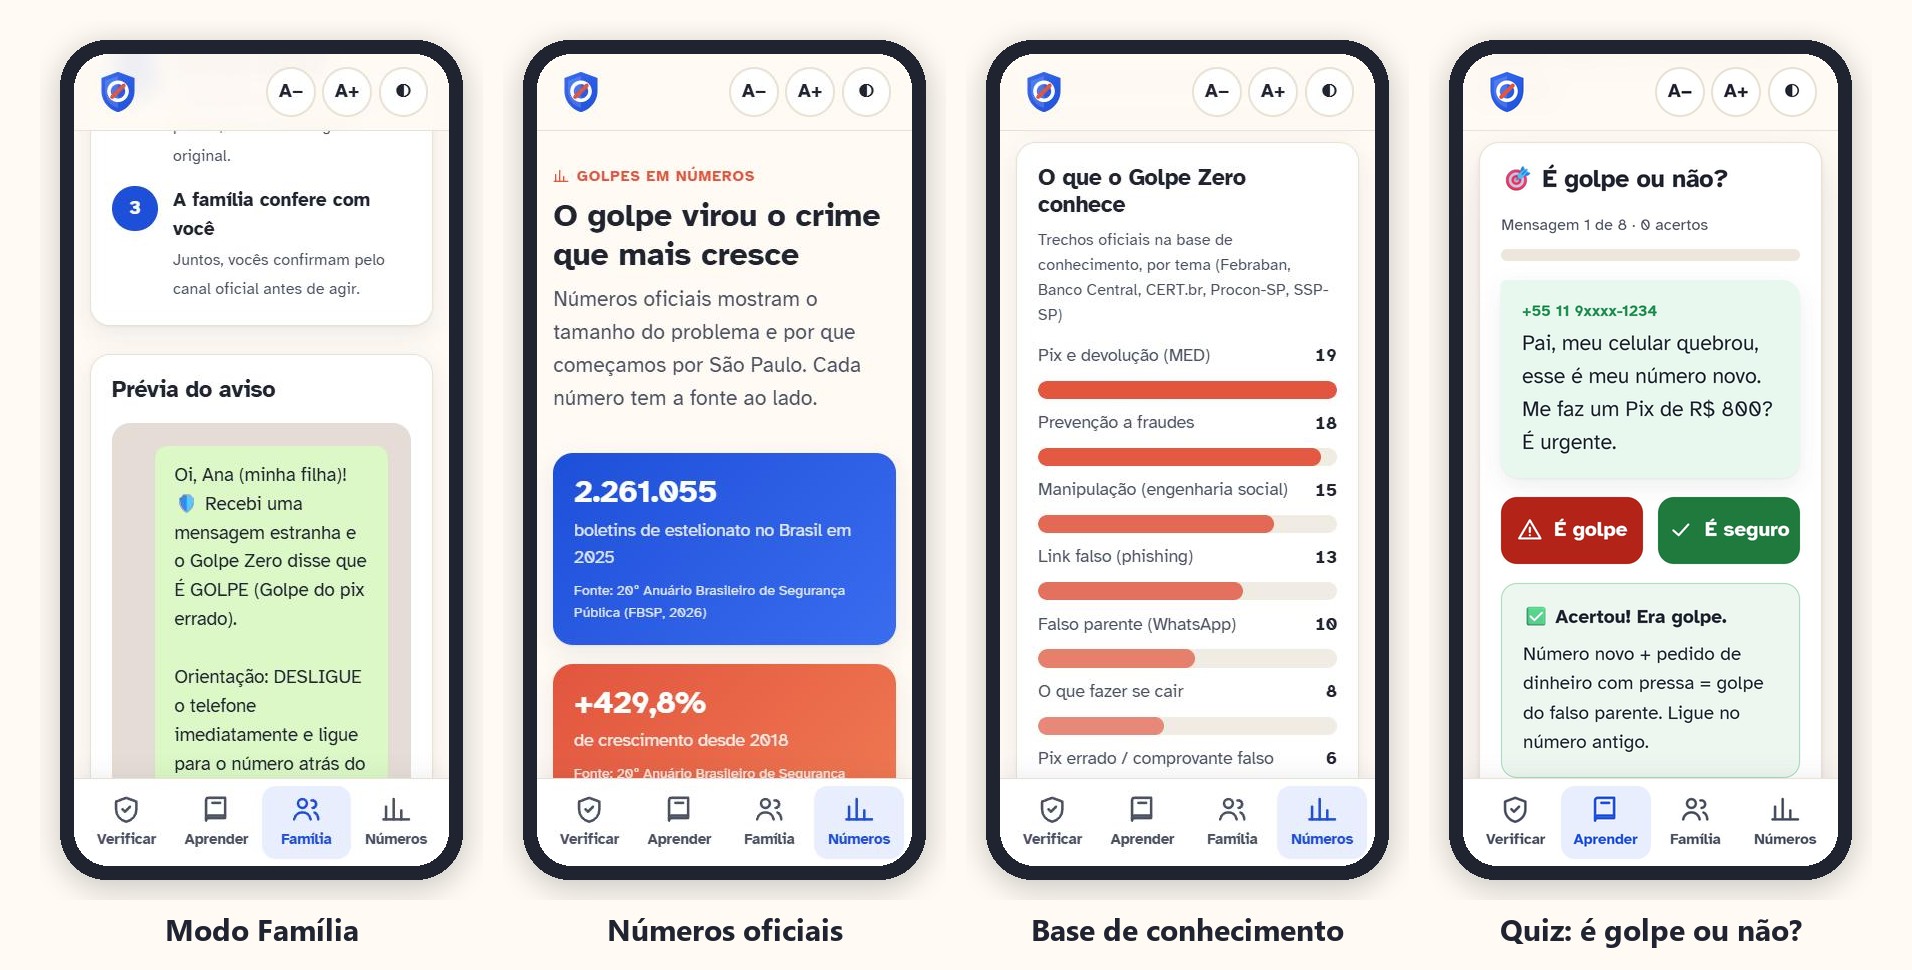 A−
A+
original.
3
A família confere com
você
Juntos, vocês confirmam pelo
canal oficial antes de agir.
Prévia do aviso
Oi, Ana (minha filha)!
🛡️ Recebi uma
mensagem estranha e
o Golpe Zero disse que
É GOLPE (Golpe do pix
errado).
Orientação: DESLIGUE
o telefone
imediatamente e ligue
para o número atrás do
Verificar
Aprender
Família
Números
Modo Família
A−
A+
GOLPES EM NÚMEROS
O golpe virou o crime
que mais cresce
Números oficiais mostram o
tamanho do problema e por que
começamos por São Paulo. Cada
número tem a fonte ao lado.
2.261.055
boletins de estelionato no Brasil em
2025
Fonte: 20° Anuário Brasileiro de Segurança
Pública (FBSP, 2026)
+429,8%
de crescimento desde 2018
Fonte: 20° Anuário Brasileiro de Segurança
Verificar
Aprender
Família
Números
Números oficiais
A−
A+
O que o Golpe Zero
conhece
Trechos oficiais na base de
conhecimento, por tema (Febraban,
Banco Central, CERT.br, Procon-SP, SSP-
SP)
Pix e devolução (MED) 19
Prevenção a fraudes 18
Manipulação (engenharia social) 15
Link falso (phishing) 13
Falso parente (WhatsApp) 10
O que fazer se cair 8
Pix errado / comprovante falso 6
Verificar
Aprender
Família
Números
Base de conhecimento
A−
A+
🎯 É golpe ou não?
Mensagem 1 de 8 · 0 acertos
+55 11 9xxxx-1234
Pai, meu celular quebrou,
esse é meu número novo.
Me faz um Pix de R$ 800?
É urgente.
É golpe
É seguro
✅ Acertou! Era golpe.
Número novo + pedido de
dinheiro com pressa = golpe
do falso parente. Ligue no
número antigo.
Verificar
Aprender
Família
Números
Quiz: é golpe ou não?